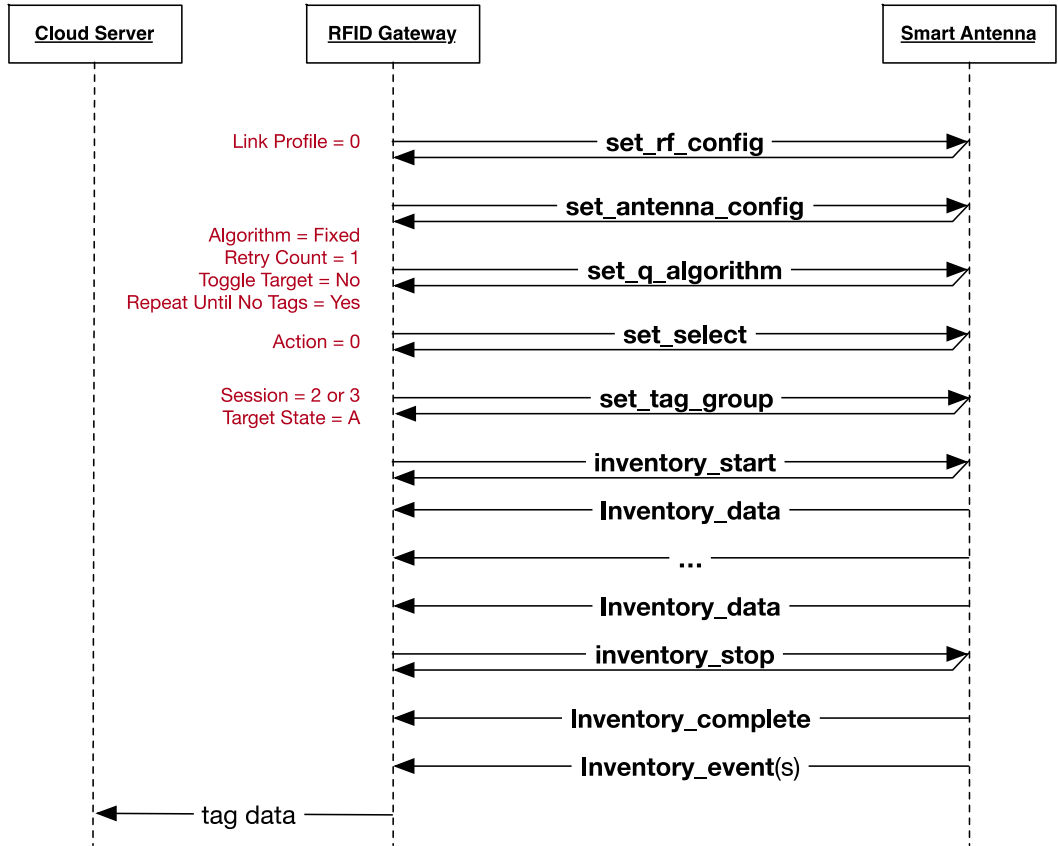 Cloud Server
RFID Gateway
Smart Antenna
Link Profile = 0
set_rf_config
set_antenna_config
Algorithm = Fixed
Retry Count = 1
Toggle Target = No
Repeat Until No Tags = Yes
set_q_algorithm
Action = 0
set_select
Session = 2 or 3
Target State = A
set_tag_group
inventory_start
Inventory_data
...
Inventory_data
inventory_stop
Inventory_complete
Inventory_event(s)
tag data